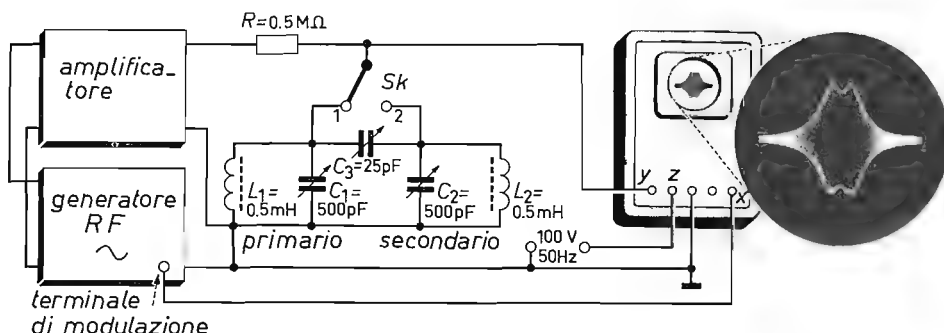 R=0.5MΩ
amplifica_
tore
Sk
1
2
C3=25pF
generatore
RF
L1=
0.5mH
C1=
500pF
C2=
500pF
L2=
0.5mH
primario
secondario
y
z
x
100 V
50Hz
terminale
di modulazione